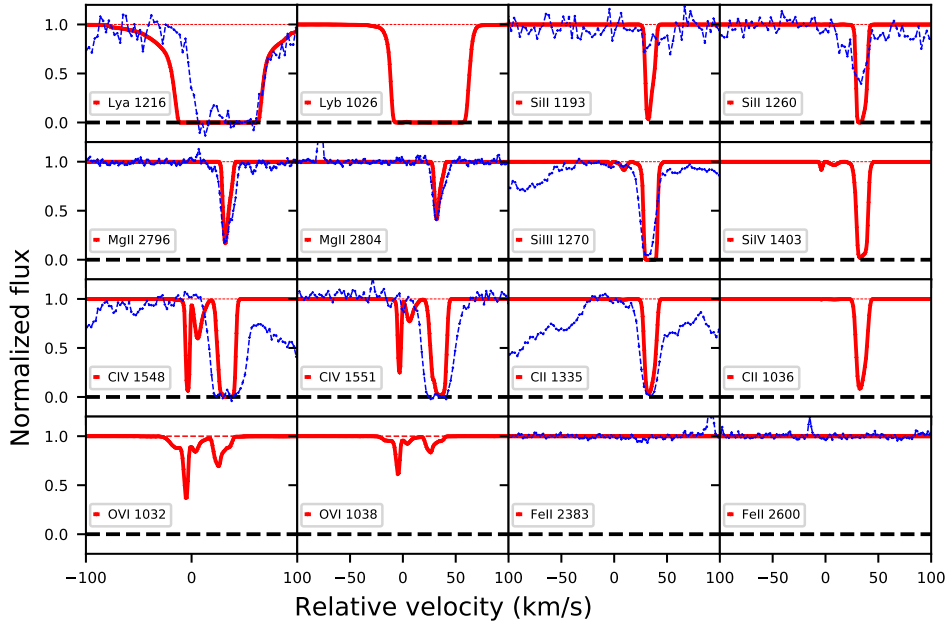 1.0
0.5
0.0
Lya 1216
Lyb 1026
SiII 1193
SiII 1260
1.0
0.5
0.0
MgII 2796
MgII 2804
SiIII 1270
SiIV 1403
1.0
0.5
0.0
CIV 1548
CIV 1551
CII 1335
CII 1036
1.0
0.5
0.0
OVI 1032
OVI 1038
FeII 2383
FeII 2600
−100 0 100
−50 0 50
−50 0 50
−50 0 50 100
Normalized flux
Relative velocity (km/s)